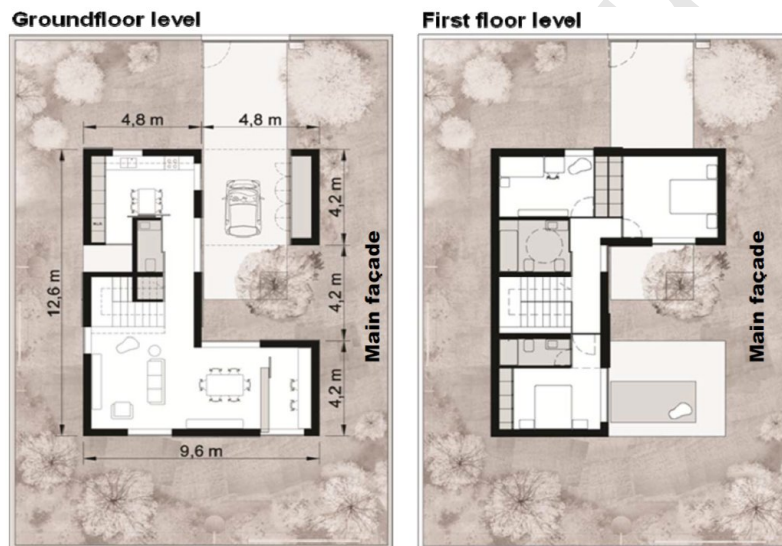 Groundfloor level
First floor level
4,8 m
4,8 m
4,2 m
12,6 m
4,2 m
Main façade
4,2 m
9,6 m
Main façade